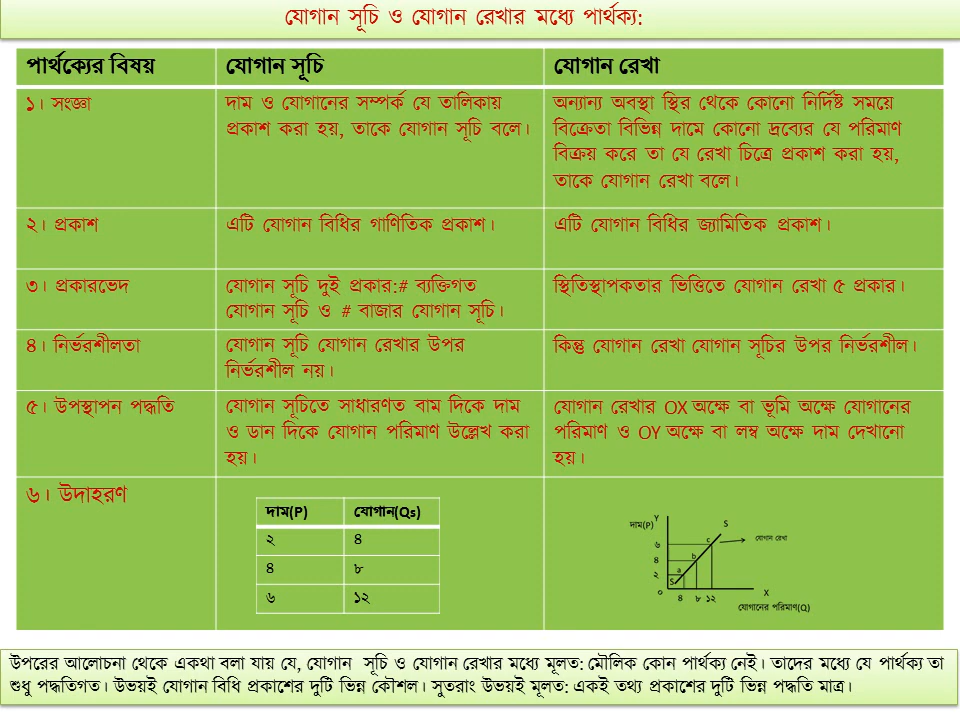 যোগান সূচি ও যোগান রেখার মধ্যে পার্থক্য:
পার্থক্যের বিষয়
যোগান সূচি
যোগান রেখা
১। সংজ্ঞা
দাম ও যোগানের সম্পর্ক যে তালিকায়
প্রকাশ করা হয়, তাকে যোগান সূচি বলে।
অন্যান্য অবস্থা স্থির থেকে কোনো নির্দিষ্ট সময়ে
বিক্রেতা বিভিন্ন দামে কোনো দ্রব্যের যে পরিমাণ
বিক্রয় করে তা যে রেখা চিত্রে প্রকাশ করা হয়,
তাকে যোগান রেখা বলে।
২। প্রকাশ
এটি যোগান বিধির গাণিতিক প্রকাশ।
এটি যোগান বিধির জ্যামিতিক প্রকাশ।
৩। প্রকারভেদ
যোগান সূচি দুই প্রকার:# ব্যক্তিগত
যোগান সূচি ও # বাজার যোগান সূচি।
স্থিতিস্থাপকতার ভিত্তিতে যোগান রেখা ৫ প্রকার।
৪। নির্ভরশীলতা
যোগান সূচি যোগান রেখার উপর
নির্ভরশীল নয়।
কিন্তু যোগান রেখা যোগান সূচির উপর নির্ভরশীল।
৫। উপস্থাপন পদ্ধতি
যোগান সূচিতে সাধারণত বাম দিকে দাম
ও ডান দিকে যোগান পরিমাণ উল্লেখ করা
হয়।
যোগান রেখার OX অক্ষে বা ভূমি অক্ষে যোগানের
পরিমাণ ও OY অক্ষে বা লম্ব অক্ষে দাম দেখানো
হয়।
৬। উদাহরণ
দাম(P) যোগান(Qs)
২ ৪
৪ ৮
৬ ১২
Y
দাম(P)
S
৬
c
যোগান রেখা
৪
b
২
a
S
০
৪ ৮ ১২
X
যোগানের পরিমাণ(Q)
উপরের আলোচনা থেকে একথা বলা যায় যে, যোগান সূচি ও যোগান রেখার মধ্যে মূলত: মৌলিক কোন পার্থক্য নেই। তাদের মধ্যে যে পার্থক্য তা
শুধু পদ্ধতিগত। উভয়ই যোগান বিধি প্রকাশের দুটি ভিন্ন কৌশল। সুতরাং উভয়ই মূলত: একই তথ্য প্রকাশের দুটি ভিন্ন পদ্ধতি মাত্র।